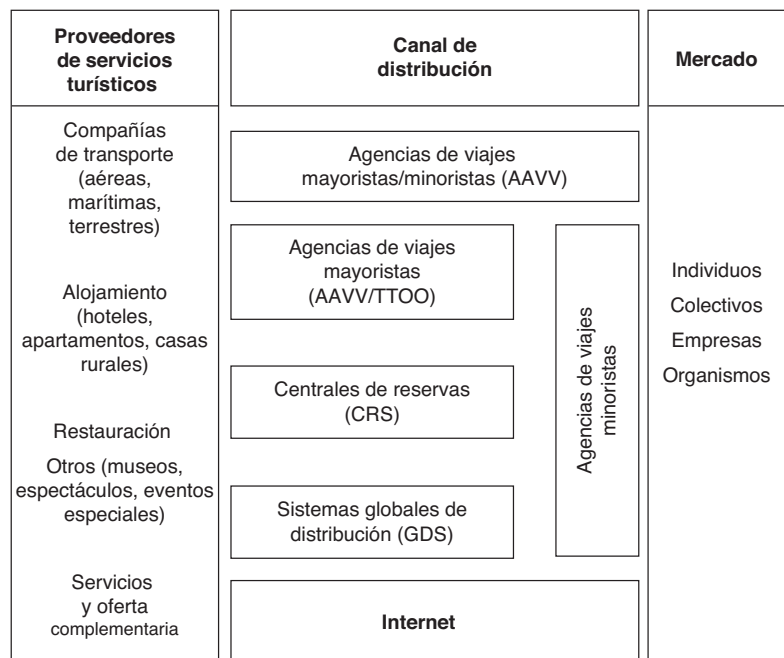 Proveedores
de servicios
turísticos
Canal de
distribución
Mercado
Compañías
de transporte
(aéreas,
marítimas,
terrestres)
Alojamiento
(hoteles,
apartamentos, casas
rurales)
Restauración
Otros (museos,
espectáculos, eventos
especiales)
Servicios
y oferta
complementaria
Agencias de viajes
mayoristas/minoristas (AAVV)
Agencias de viajes
mayoristas
(AAVV/TTOO)
Centrales de reservas
(CRS)
Sistemas globales de
distribución (GDS)
Agencias de viajes
minoristas
Internet
Individuos
Colectivos
Empresas
Organismos